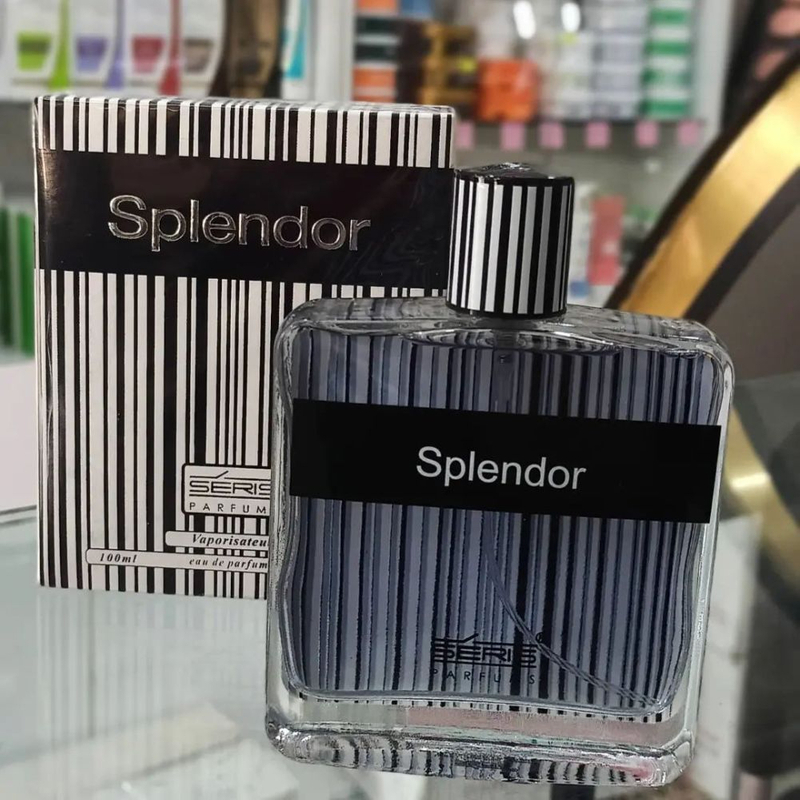 Splendor
SÉRIS
PARFUMS
Vaporisateur
100ml
eau de parfum
Splendor
SÉRIS®
PARFUMS